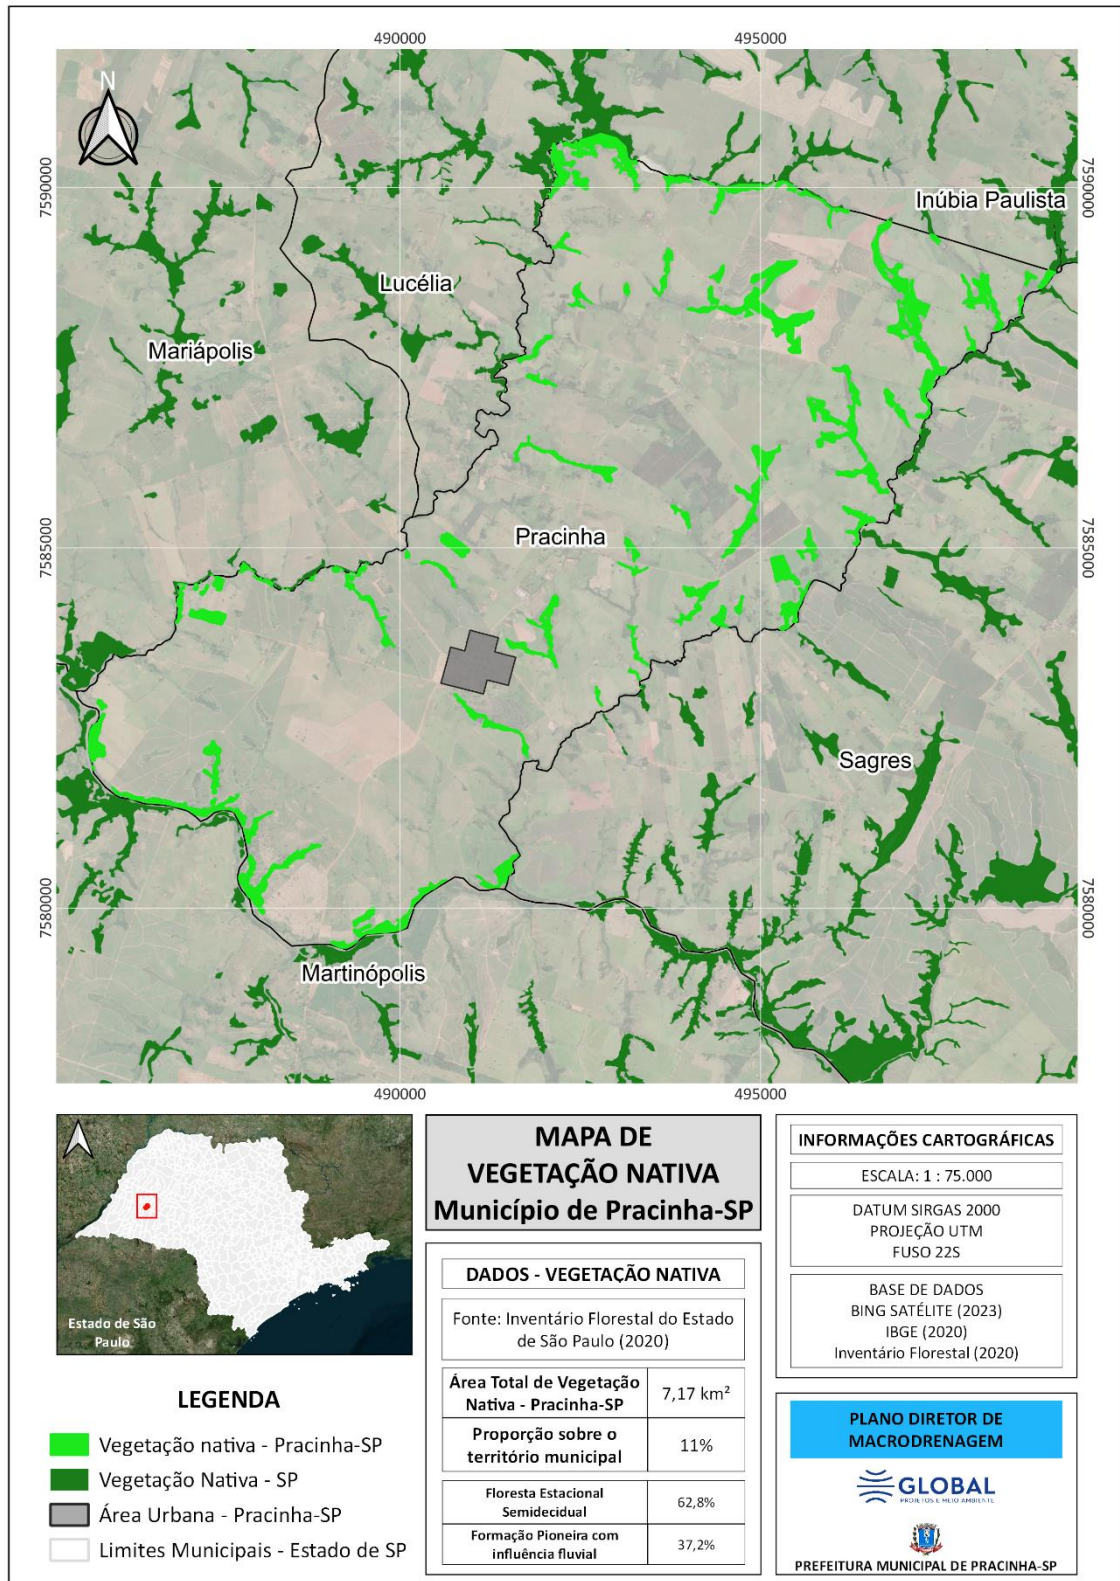 490000
495000
N
7590000
7590000
Inúbia Paulista
Lucélia
Mariápolis
Pracinha
7585000
7585000
Sagres
7580000
7580000
Martinópolis
490000
495000
Estado de São
Paulo
LEGENDA
Vegetação nativa - Pracinha-SP
Vegetação Nativa - SP
Área Urbana - Pracinha-SP
Limites Municipais - Estado de SP
MAPA DE
VEGETAÇÃO NATIVA
Município de Pracinha-SP
DADOS - VEGETAÇÃO NATIVA
Fonte: Inventário Florestal do Estado
de São Paulo (2020)
Área Total de Vegetação
Nativa - Pracinha-SP
7,17 km²
Proporção sobre o
território municipal
11%
Floresta Estacional
Semidecidual
62,8%
Formação Pioneira com
influência fluvial
37,2%
INFORMAÇÕES CARTOGRÁFICAS
ESCALA: 1 : 75.000
DATUM SIRGAS 2000
PROJEÇÃO UTM
FUSO 22S
BASE DE DADOS
BING SATÉLITE (2023)
IBGE (2020)
Inventário Florestal (2020)
PLANO DIRETOR DE
MACRODRENAGEM
GLOBAL
PROJETOS E MEIO AMBIENTE
PREFEITURA MUNICIPAL DE PRACINHA-SP